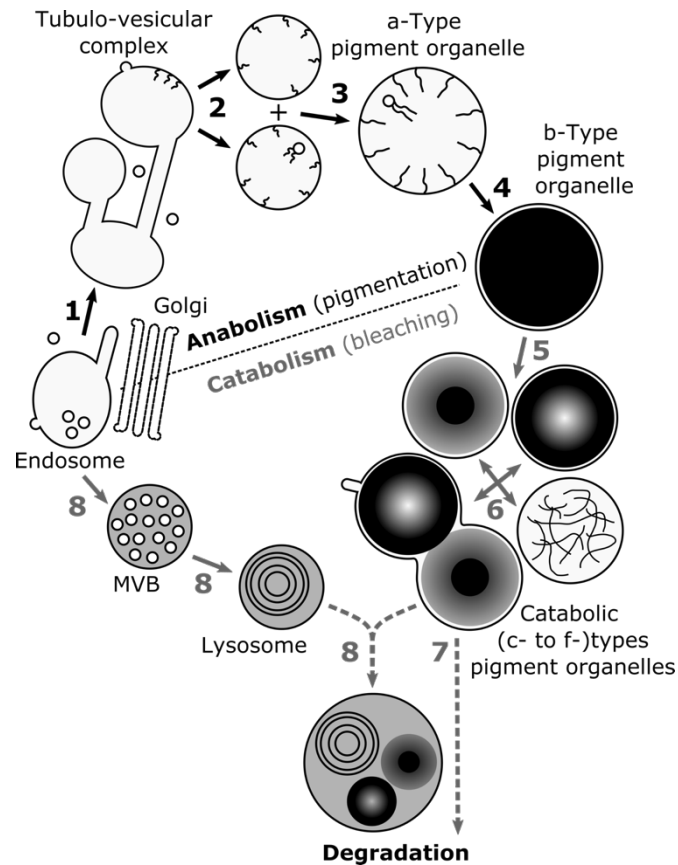 Tubulo-vesicular
complex
a-Type
pigment organelle
2
+
3
b-Type
pigment
organelle
4
1
Golgi
Anabolism (pigmentation)
Catabolism (bleaching)
5
Endosome
6
8
MVB
8
Lysosome
Catabolic
(c- to f-)types
pigment organelles
8
7
Degradation